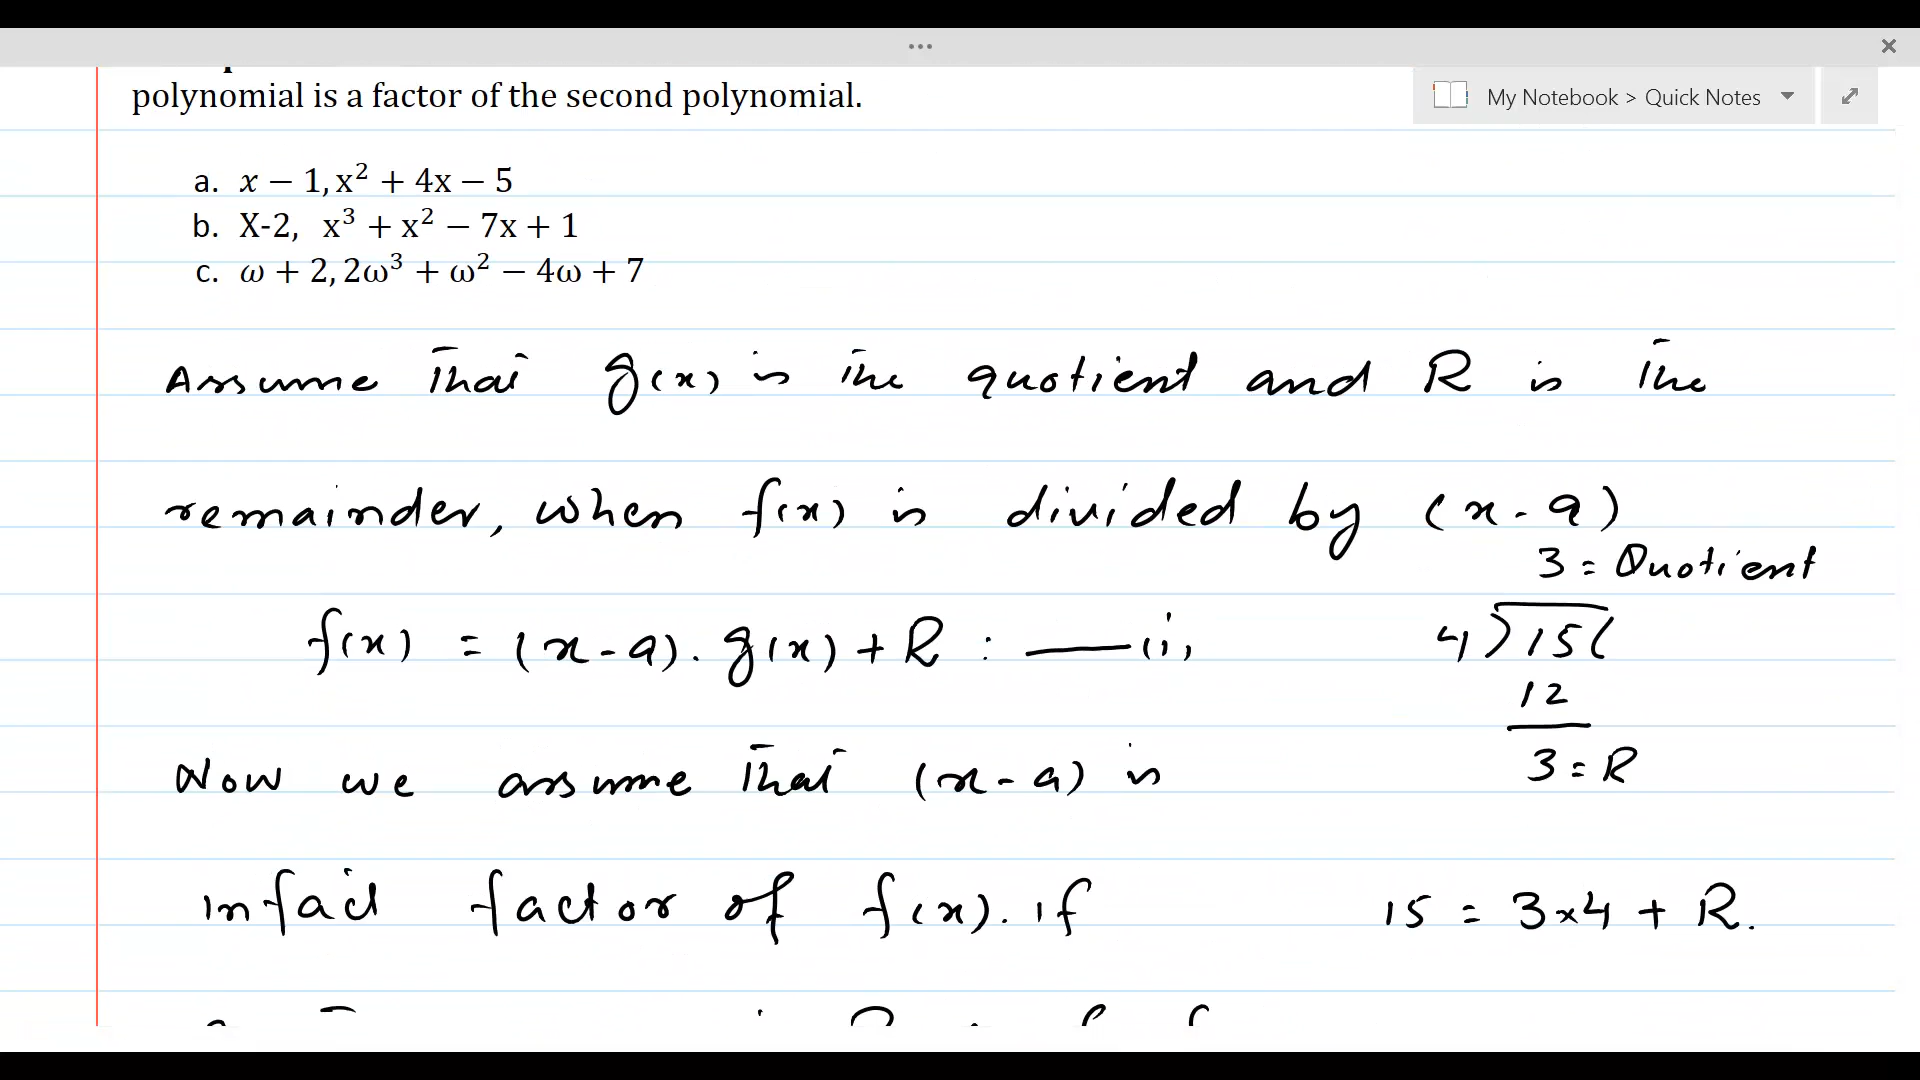 ...
polynomial is a factor of the second polynomial.
My Notebook > Quick Notes
a. x − 1, x² + 4x − 5
b. X-2, x³ + x² − 7x + 1
c. ω + 2, 2ω³ + ω² − 4ω + 7
Assume that g(x) is the quotient and R is the
remainder, when f(x) is divided by (x - a)
3 = Quotient
f(x) = (x - a). g(x) + R : —— (i)
4 ) 15 (
12
3 = R
Now we assume that (x - a) is
infact factor of f(x). if
15 = 3 × 4 + R.